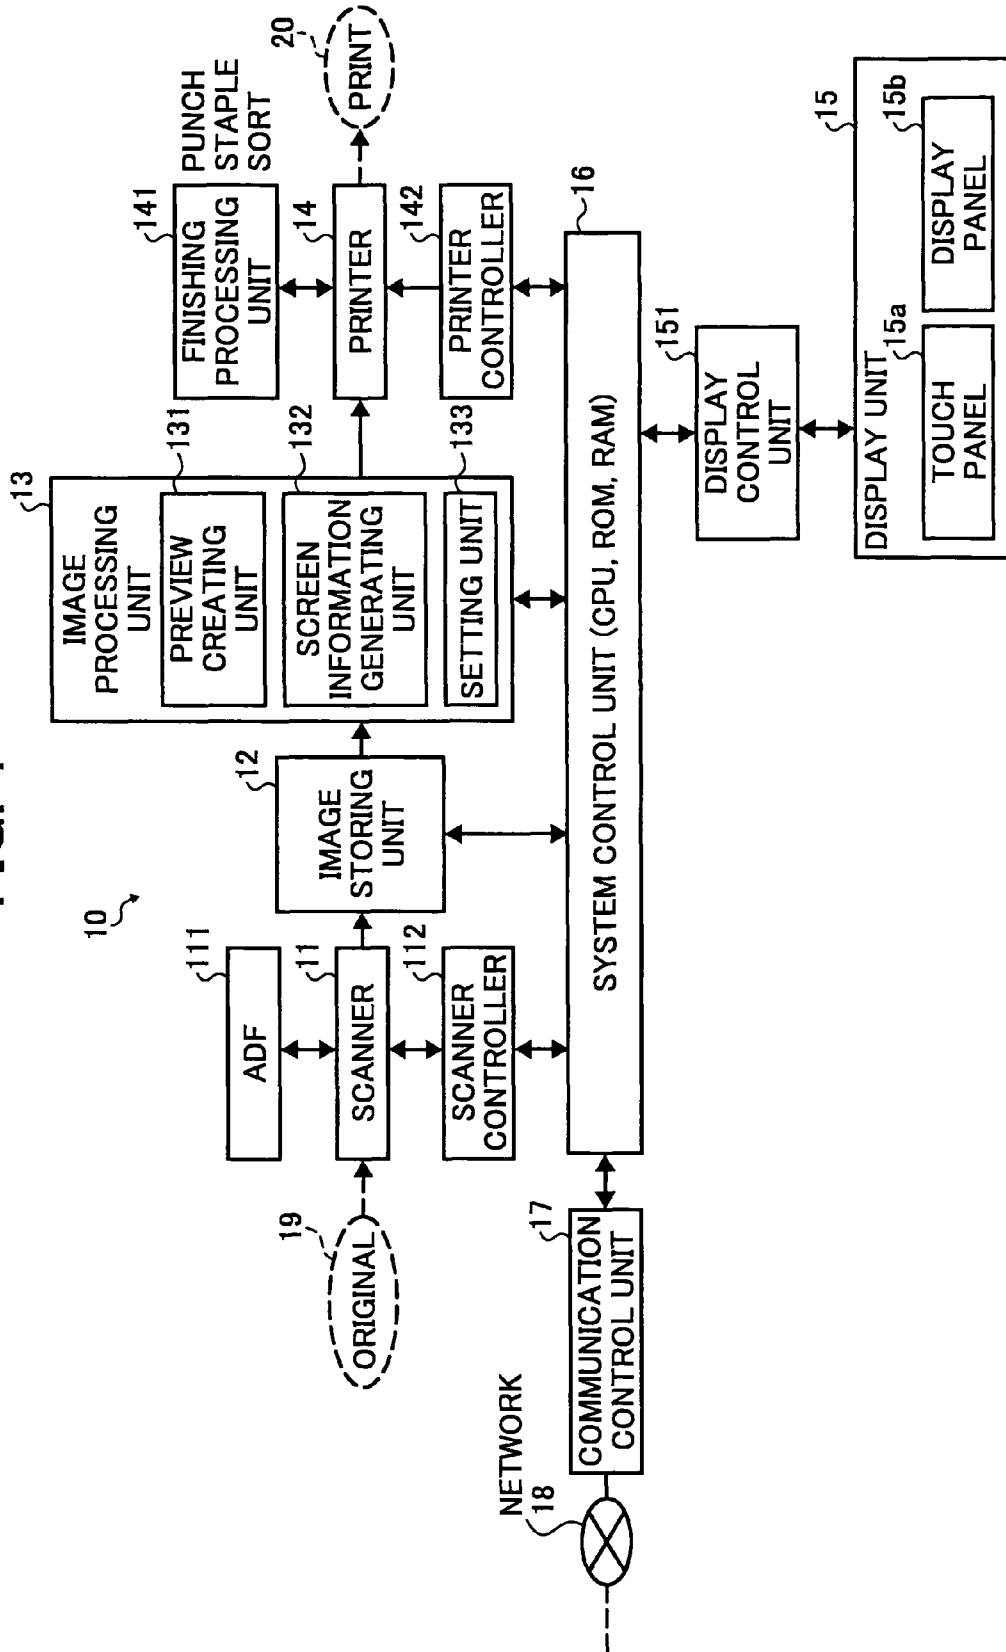 10
19
ORIGINAL
111
ADF
11
SCANNER
112
SCANNER
CONTROLLER
12
IMAGE
STORING
UNIT
13
IMAGE
PROCESSING
UNIT
131
PREVIEW
CREATING
UNIT
132
SCREEN
INFORMATION
GENERATING
UNIT
133
SETTING UNIT
141
FINISHING
PROCESSING
UNIT
PUNCH
STAPLE
SORT
14
PRINTER
142
PRINTER
CONTROLLER
20
PRINT
16
SYSTEM CONTROL UNIT (CPU, ROM, RAM)
NETWORK
18
17
COMMUNICATION
CONTROL UNIT
151
DISPLAY
CONTROL
UNIT
15
DISPLAY UNIT
15a
TOUCH
PANEL
15b
DISPLAY
PANEL